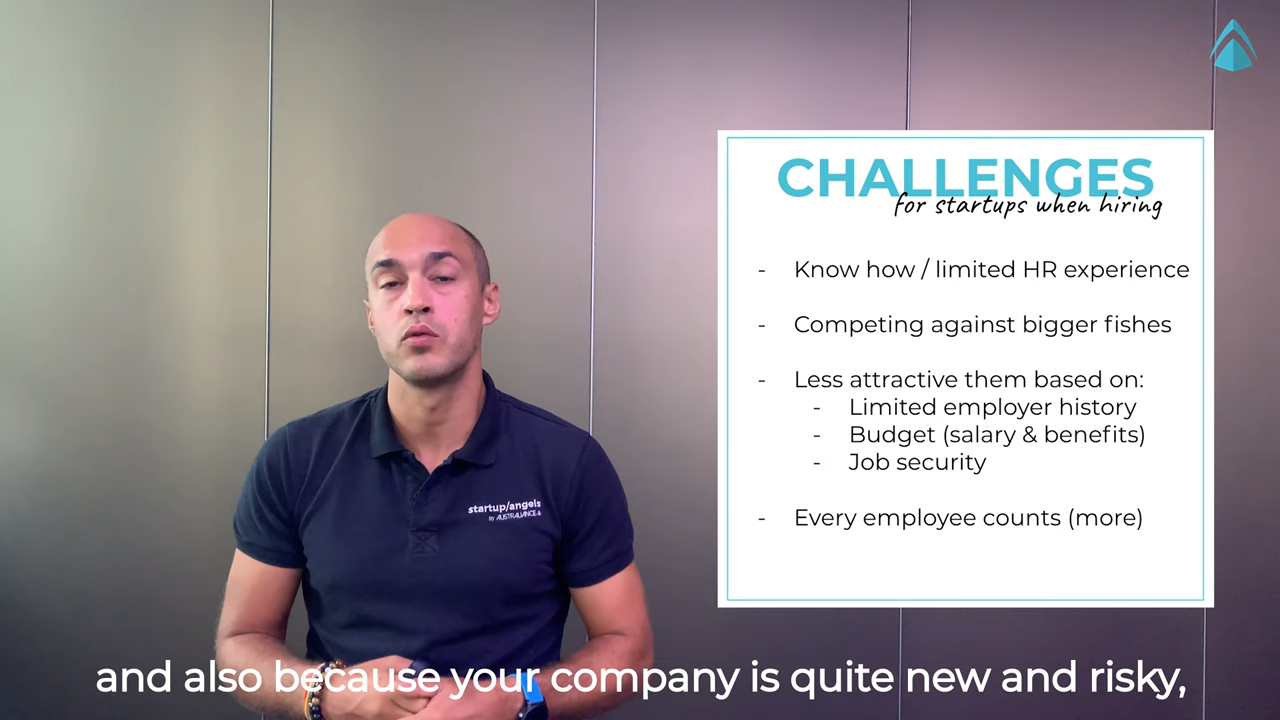 CHALLENGES
for startups when hiring
- Know how / limited HR experience
- Competing against bigger fishes
- Less attractive them based on:
- Limited employer history
- Budget (salary & benefits)
- Job security
- Every employee counts (more)
startup/angels
by AUSTRALIANCE
and also because your company is quite new and risky,